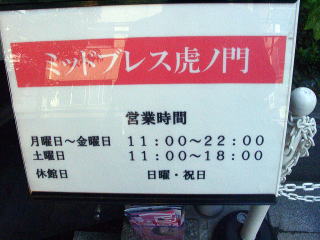 ミッドプレス虎ノ門
営業時間
月曜日～金曜日 11:00～22:00
土曜日 11:00～18:00
休館日 日曜・祝日